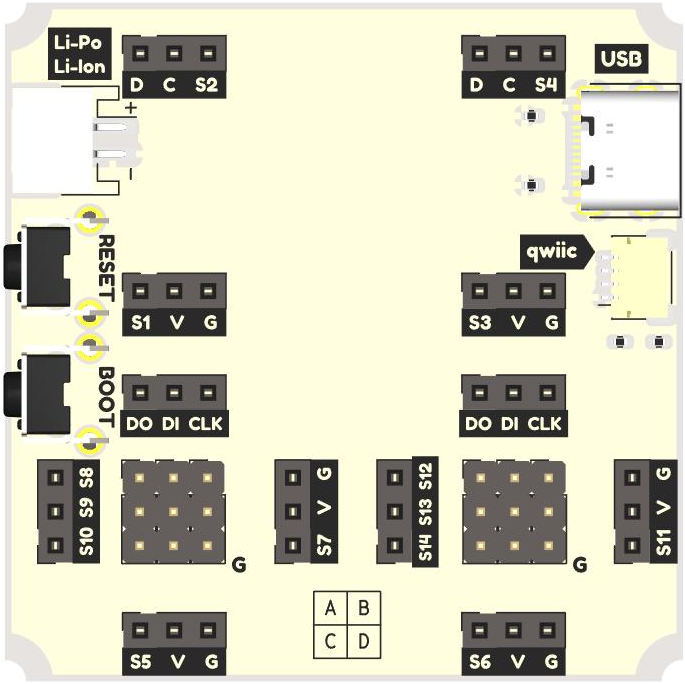 Li-Po
Li-Ion
D C S2
D C S4
USB
+
-
RESET
qwiic
S1 V G
S3 V G
BOOT
DO DI CLK
DO DI CLK
S10 S9 S8
S7 V G
S14 S13 S12
S11 V G
G
G
A B
C D
S5 V G
S6 V G